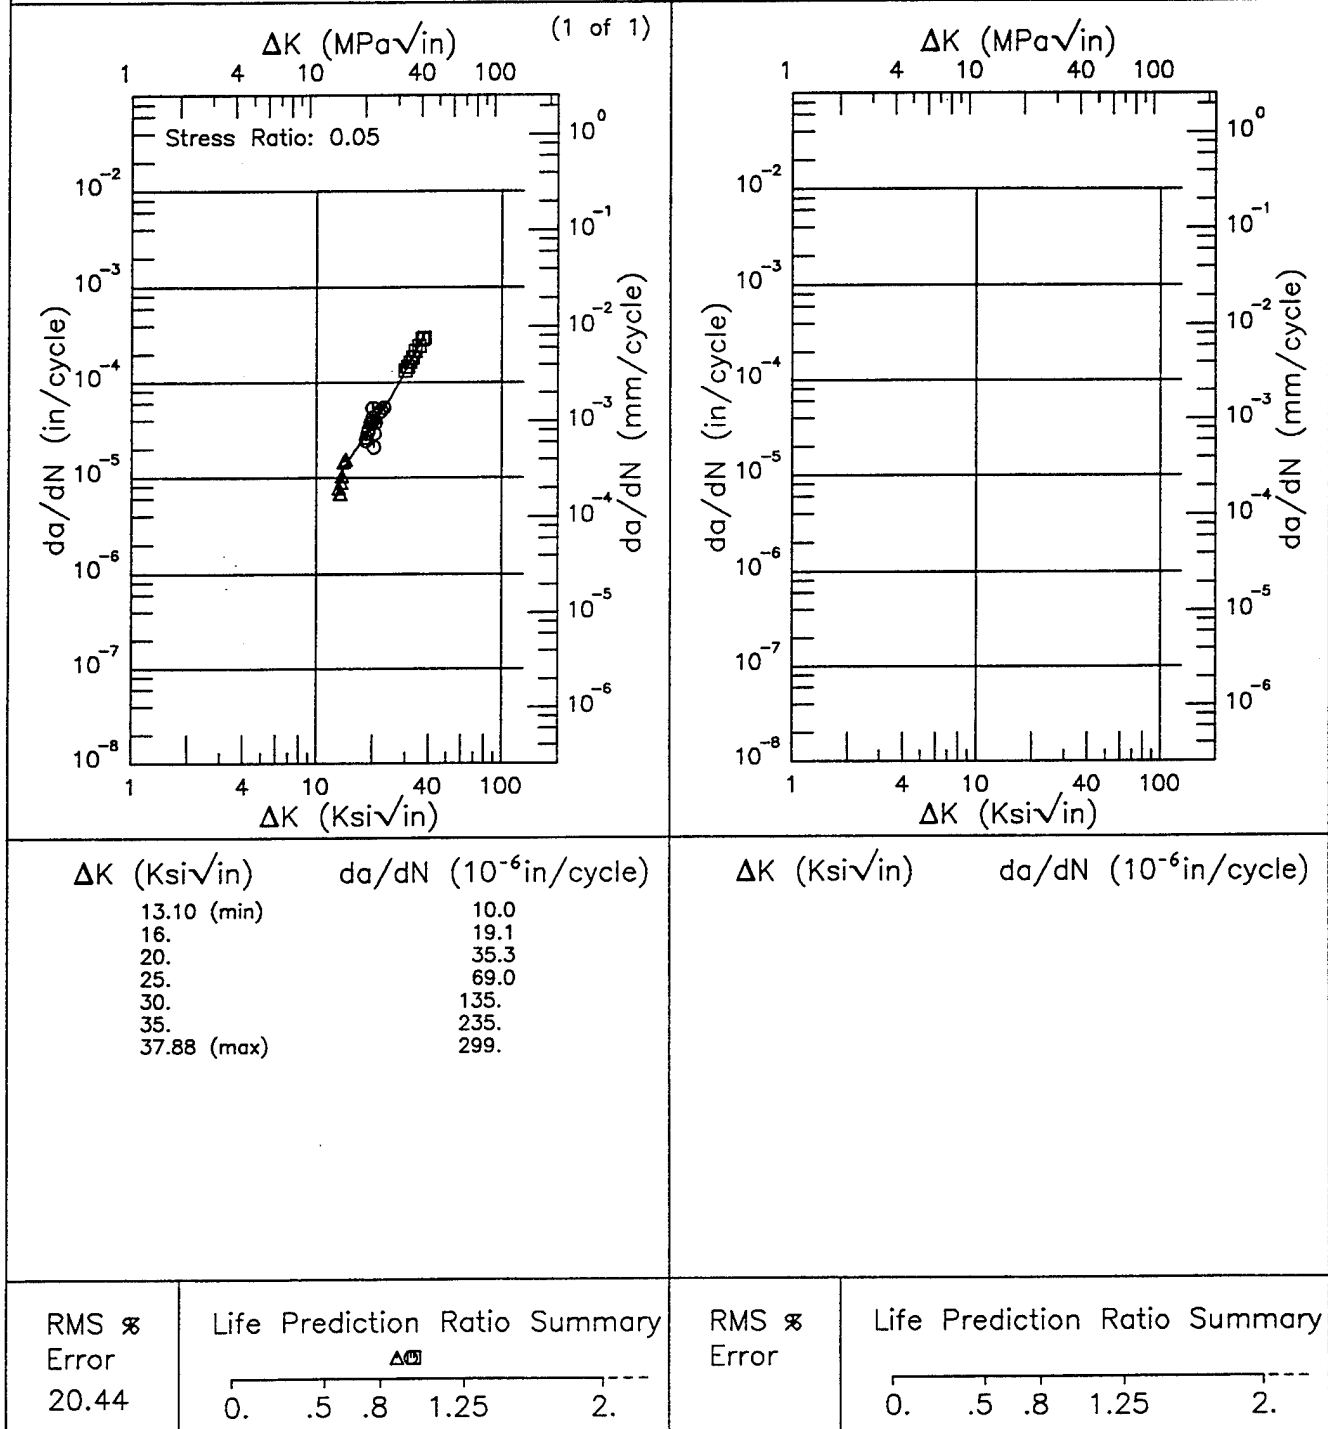 (1 of 1)
ΔK (MPa√in)
1 4 10 40 100
Stress Ratio: 0.05
da/dN (in/cycle)
10⁻²
10⁻³
10⁻⁴
10⁻⁵
10⁻⁶
10⁻⁷
10⁻⁸
da/dN (mm/cycle)
10⁰
10⁻¹
10⁻²
10⁻³
10⁻⁴
10⁻⁵
10⁻⁶
1 4 10 40 100
ΔK (Ksi√in)
ΔK (MPa√in)
1 4 10 40 100
da/dN (in/cycle)
10⁻²
10⁻³
10⁻⁴
10⁻⁵
10⁻⁶
10⁻⁷
10⁻⁸
da/dN (mm/cycle)
10⁰
10⁻¹
10⁻²
10⁻³
10⁻⁴
10⁻⁵
10⁻⁶
1 4 10 40 100
ΔK (Ksi√in)
ΔK (Ksi√in) da/dN (10⁻⁶in/cycle)
13.10 (min) 10.0
16. 19.1
20. 35.3
25. 69.0
30. 135.
35. 235.
37.88 (max) 299.
ΔK (Ksi√in) da/dN (10⁻⁶in/cycle)
RMS %
Error
20.44
Life Prediction Ratio Summary
0. .5 .8 1.25 2.
RMS %
Error
Life Prediction Ratio Summary
0. .5 .8 1.25 2.